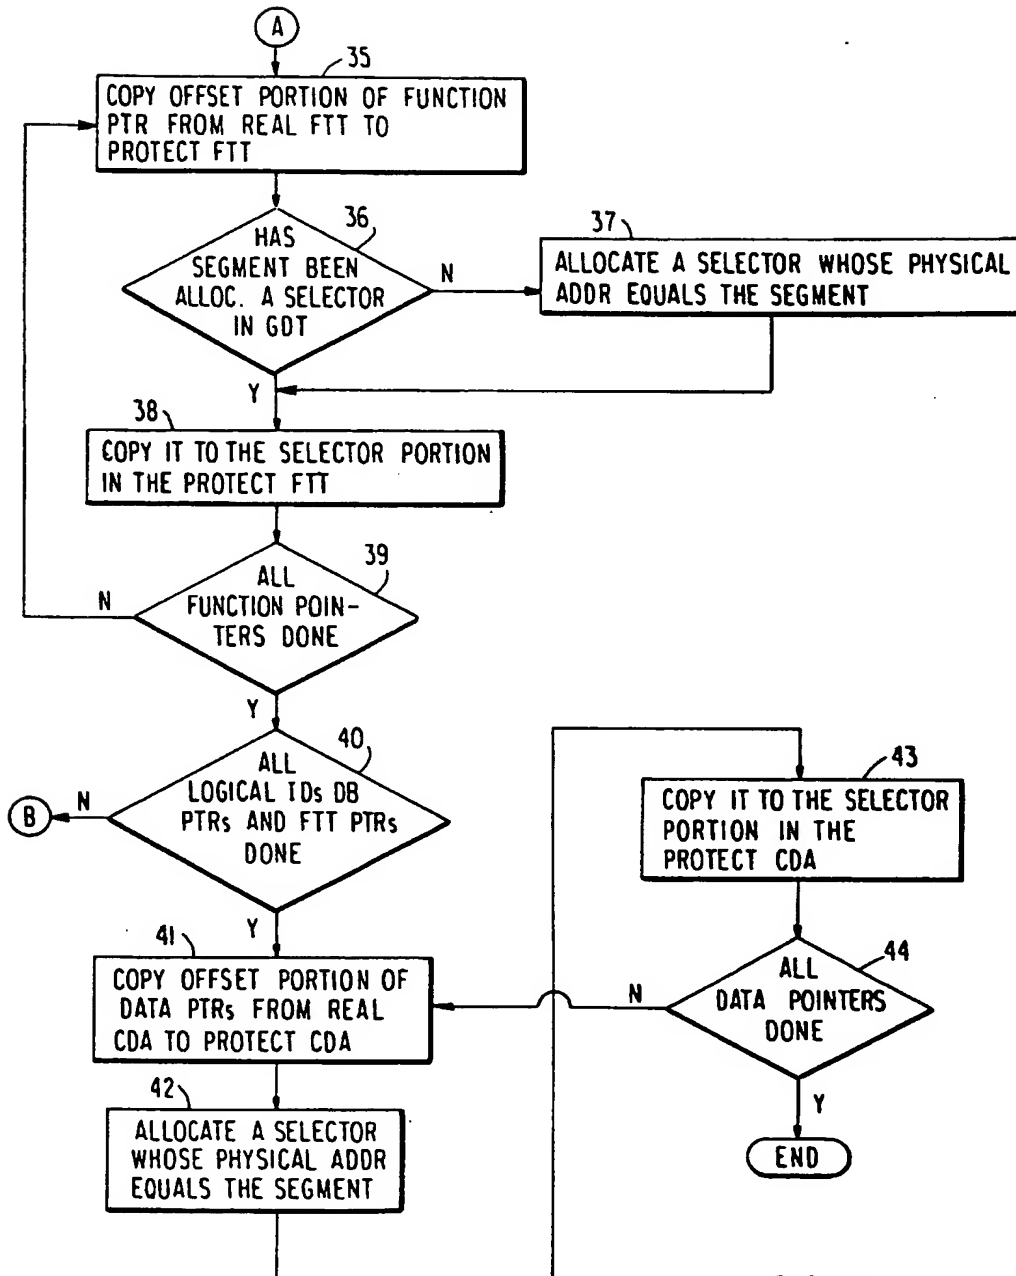 A
35
COPY OFFSET PORTION OF FUNCTION
PTR FROM REAL FTT TO
PROTECT FTT
36
HAS
SEGMENT BEEN
ALLOC. A SELECTOR
IN GDT
N
37
ALLOCATE A SELECTOR WHOSE PHYSICAL
ADDR EQUALS THE SEGMENT
Y
38
COPY IT TO THE SELECTOR PORTION
IN THE PROTECT FTT
39
ALL
FUNCTION POIN-
TERS DONE
N
Y
40
ALL
LOGICAL IDs DB
PTRs AND FTT PTRs
DONE
N
B
Y
41
COPY OFFSET PORTION OF
DATA PTRs FROM REAL
CDA TO PROTECT CDA
42
ALLOCATE A SELECTOR
WHOSE PHYSICAL ADDR
EQUALS THE SEGMENT
43
COPY IT TO THE SELECTOR
PORTION IN THE
PROTECT CDA
44
ALL
DATA POINTERS
DONE
N
Y
END